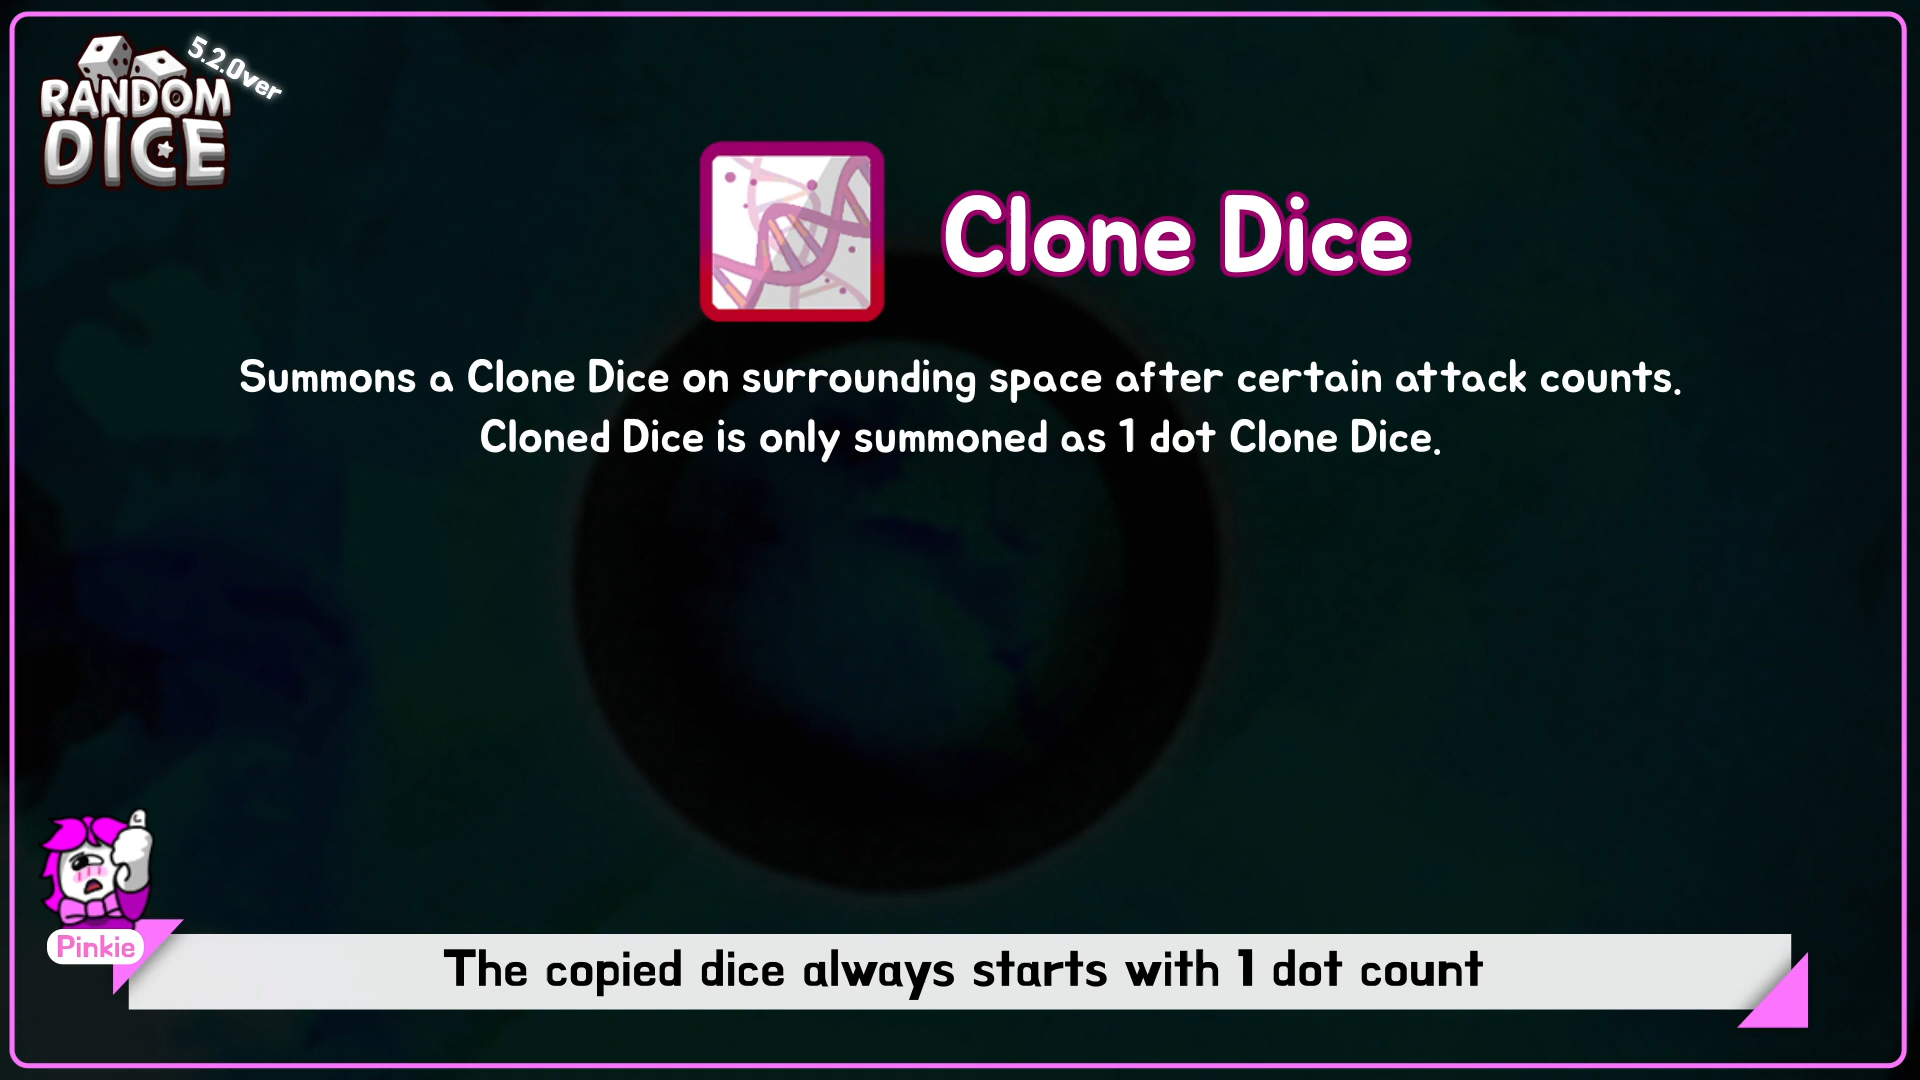 5.2.0ver
RANDOM
DICE
Clone Dice
Summons a Clone Dice on surrounding space after certain attack counts.
Cloned Dice is only summoned as 1 dot Clone Dice.
Pinkie
The copied dice always starts with 1 dot count